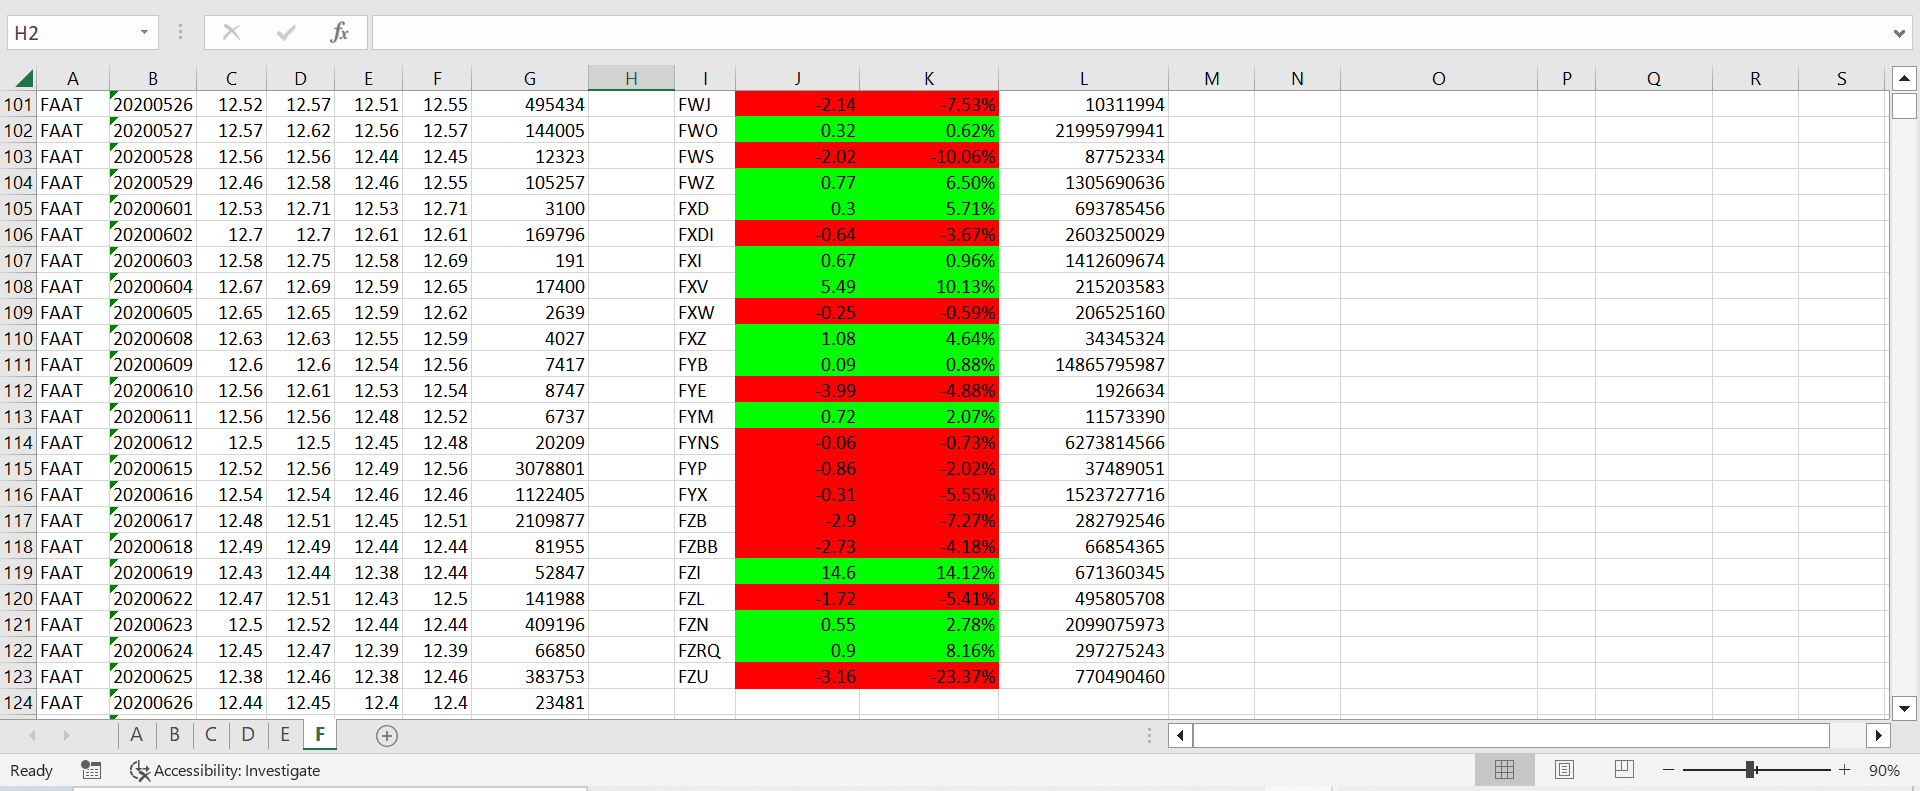 H2 fx
A B C D E F G H I J K L M N O P Q R S
101 FAAT 20200526 12.52 12.57 12.51 12.55 495434 FWJ -2.14 -7.53% 10311994
102 FAAT 20200527 12.57 12.62 12.56 12.57 144005 FWO 0.32 0.62% 21995979941
103 FAAT 20200528 12.56 12.56 12.44 12.45 12323 FWS -2.02 -10.06% 87752334
104 FAAT 20200529 12.46 12.58 12.46 12.55 105257 FWZ 0.77 6.50% 1305690636
105 FAAT 20200601 12.53 12.71 12.53 12.71 3100 FXD 0.3 5.71% 693785456
106 FAAT 20200602 12.7 12.7 12.61 12.61 169796 FXDI -0.64 -3.67% 2603250029
107 FAAT 20200603 12.58 12.75 12.58 12.69 191 FXI 0.67 0.96% 1412609674
108 FAAT 20200604 12.67 12.69 12.59 12.65 17400 FXV 5.49 10.13% 215203583
109 FAAT 20200605 12.65 12.65 12.59 12.62 2639 FXW -0.25 -0.59% 206525160
110 FAAT 20200608 12.63 12.63 12.55 12.59 4027 FXZ 1.08 4.64% 34345324
111 FAAT 20200609 12.6 12.6 12.54 12.56 7417 FYB 0.09 0.88% 14865795987
112 FAAT 20200610 12.56 12.61 12.53 12.54 8747 FYE -3.99 -4.88% 1926634
113 FAAT 20200611 12.56 12.56 12.48 12.52 6737 FYM 0.72 2.07% 11573390
114 FAAT 20200612 12.5 12.5 12.45 12.48 20209 FYNS -0.06 -0.73% 6273814566
115 FAAT 20200615 12.52 12.56 12.49 12.56 3078801 FYP -0.86 -2.02% 37489051
116 FAAT 20200616 12.54 12.54 12.46 12.46 1122405 FYX -0.31 -5.55% 1523727716
117 FAAT 20200617 12.48 12.51 12.45 12.51 2109877 FZB -2.9 -7.27% 282792546
118 FAAT 20200618 12.49 12.49 12.44 12.44 81955 FZBB -2.73 -4.18% 66854365
119 FAAT 20200619 12.43 12.44 12.38 12.44 52847 FZI 14.6 14.12% 671360345
120 FAAT 20200622 12.47 12.51 12.43 12.5 141988 FZL -1.72 -5.41% 495805708
121 FAAT 20200623 12.5 12.52 12.44 12.44 409196 FZN 0.55 2.78% 2099075973
122 FAAT 20200624 12.45 12.47 12.39 12.39 66850 FZRQ 0.9 8.16% 297275243
123 FAAT 20200625 12.38 12.46 12.38 12.46 383753 FZU -3.16 -23.37% 770490460
124 FAAT 20200626 12.44 12.45 12.4 12.4 23481
A B C D E F
Ready Accessibility: Investigate 90%